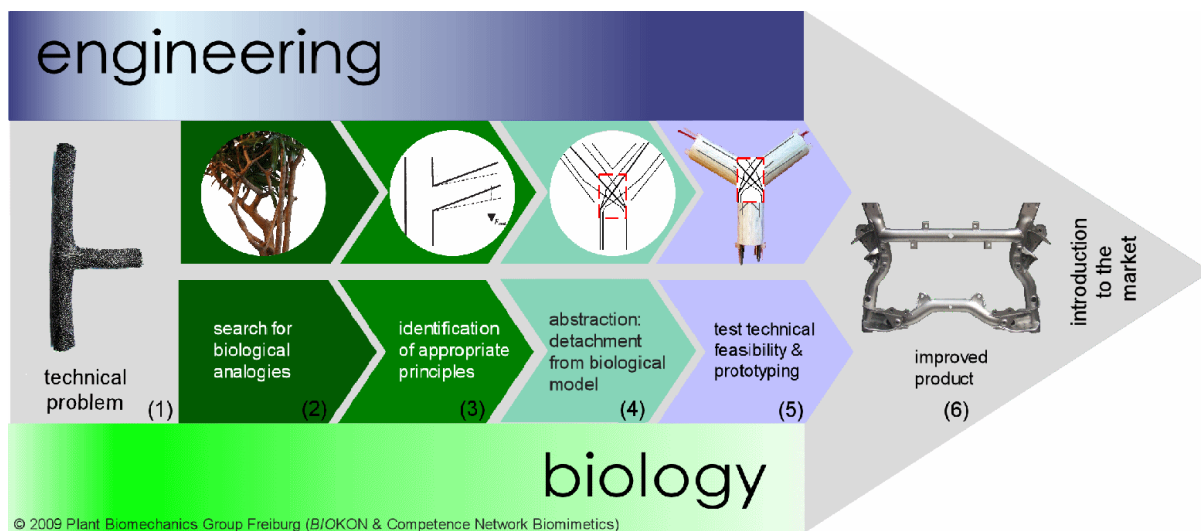 engineering
technical
problem
(1)
search for
biological
analogies
(2)
identification
of appropriate
principles
(3)
abstraction:
detachment
from biological
model
(4)
test technical
feasibility &
prototyping
(5)
improved
product
(6)
introduction
to the
market
biology
© 2009 Plant Biomechanics Group Freiburg (BIOKON & Competence Network Biomimetics)